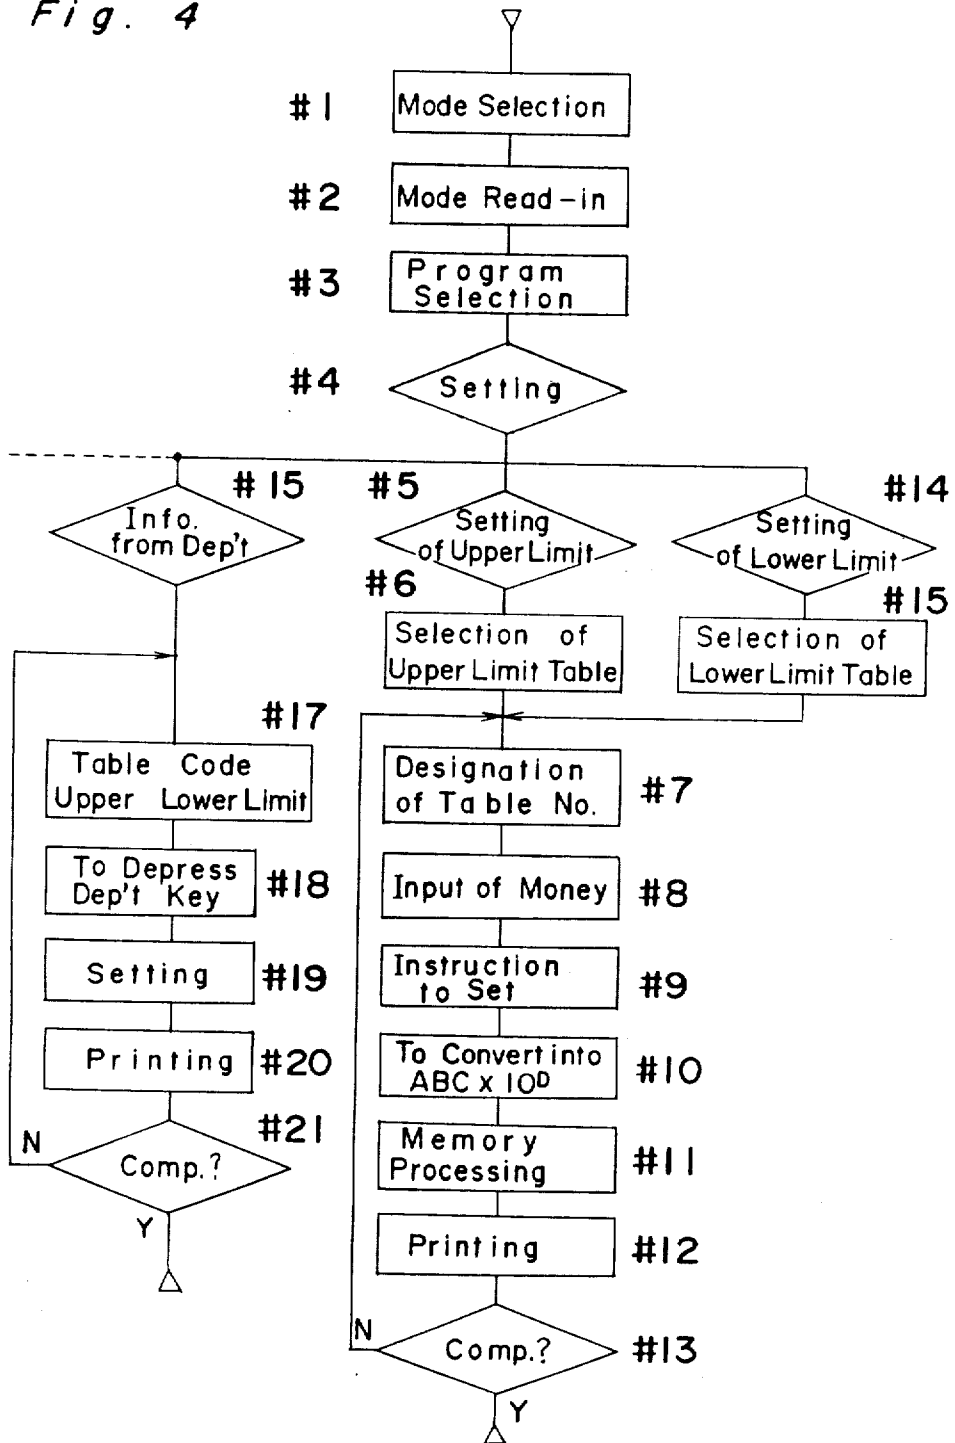 Fig. 4
#1
Mode Selection
#2
Mode Read-in
#3
Program
Selection
#4
Setting
#15
Info.
from Dep't
#5
Setting
of Upper Limit
#14
Setting
of Lower Limit
#6
Selection of
Upper Limit Table
#15
Selection of
Lower Limit Table
#17
Table Code
Upper Lower Limit
To Depress
Dep't Key
#18
Setting
#19
Printing
#20
#21
N
Comp.?
Y
Designation
of Table No.
#7
Input of Money
#8
Instruction
to Set
#9
To Convert into
ABC x 10ᴰ
#10
Memory
Processing
#11
Printing
#12
N
Comp.?
#13
Y